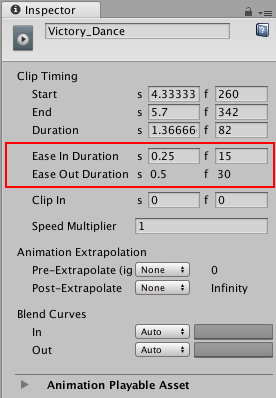 Inspector
Victory_Dance
Clip Timing
Start s 4.33333 f 260
End s 5.7 f 342
Duration s 1.36666 f 82
Ease In Duration s 0.25 f 15
Ease Out Duration s 0.5 f 30
Clip In s 0 f 0
Speed Multiplier 1
Animation Extrapolation
Pre-Extrapolate (ig None 0
Post-Extrapolate None Infinity
Blend Curves
In Auto
Out Auto
Animation Playable Asset